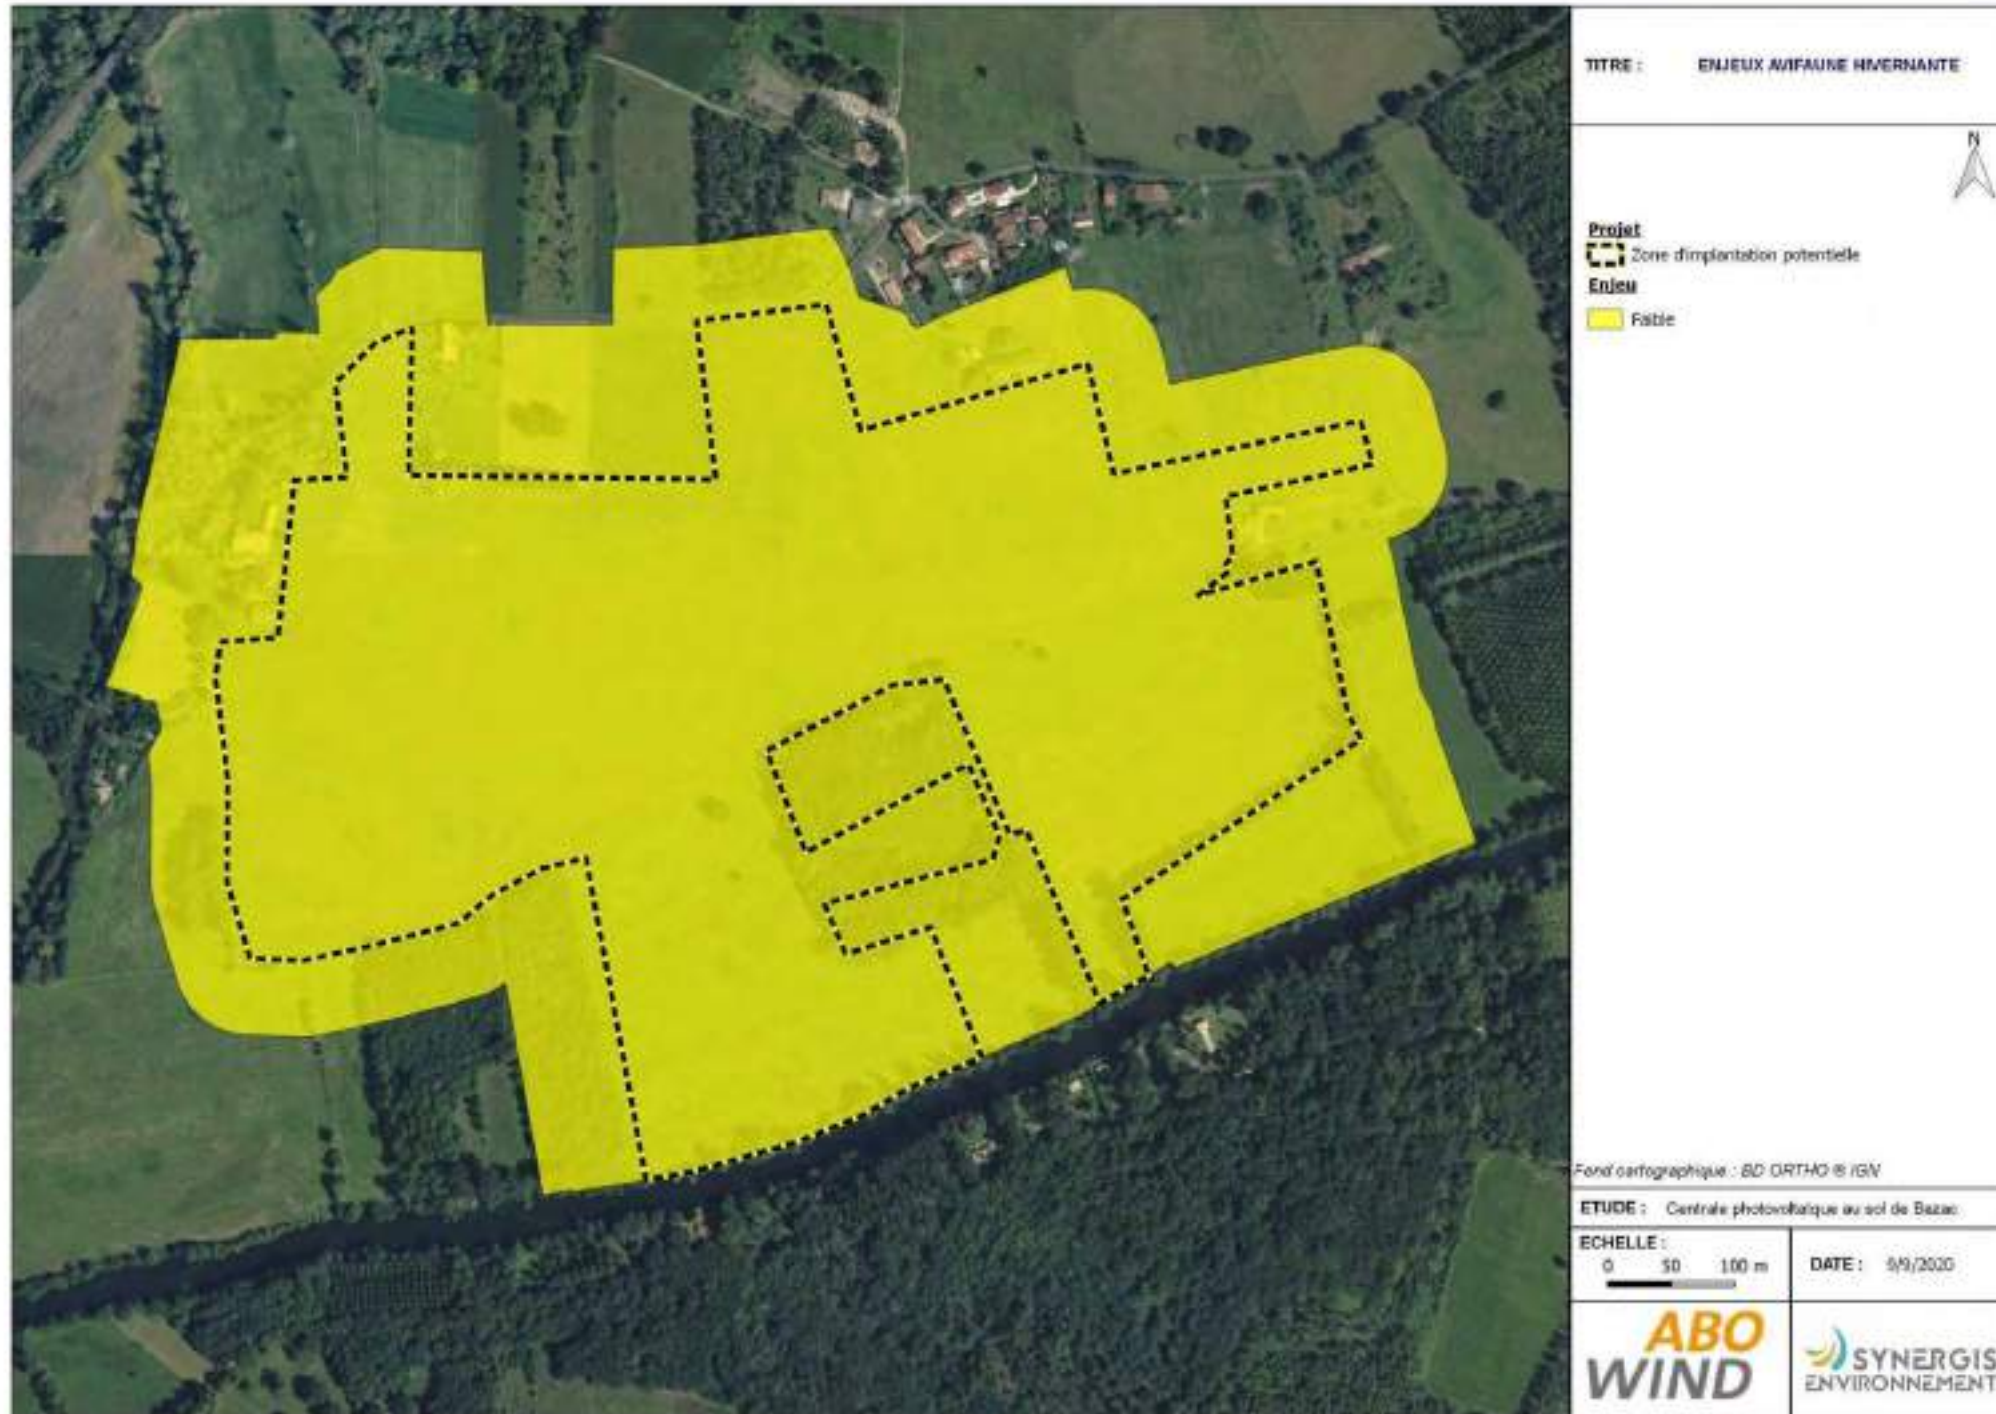 TITRE : ENJEUX AVIFAUNE HIVERNANTE
N
Projet
Zone d'implantation potentielle
Enjeu
Faible
Fond cartographique : BD ORTHO ® IGN
ETUDE : Centrale photovoltaïque au sol de Bazac
ECHELLE :
0 50 100 m
DATE : 9/9/2020
ABO
WIND
SYNERGIS
ENVIRONNEMENT